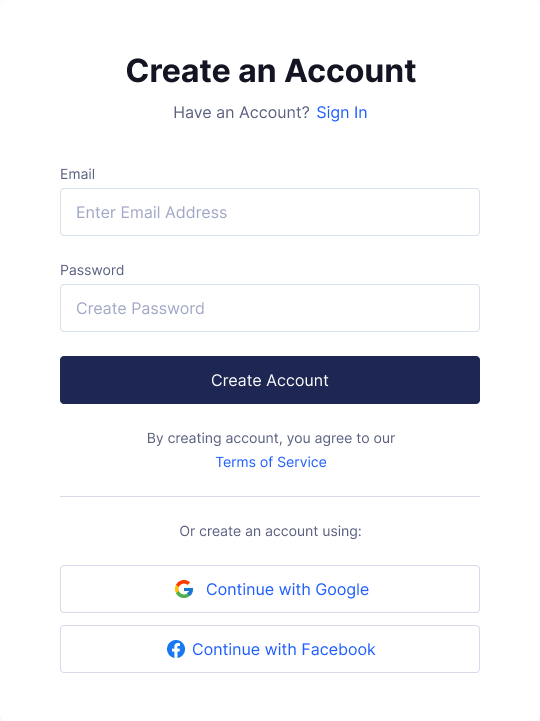 Create an Account
Have an Account? Sign In
Email
Enter Email Address
Password
Create Password
Create Account
By creating account, you agree to our
Terms of Service
Or create an account using:
Continue with Google
Continue with Facebook